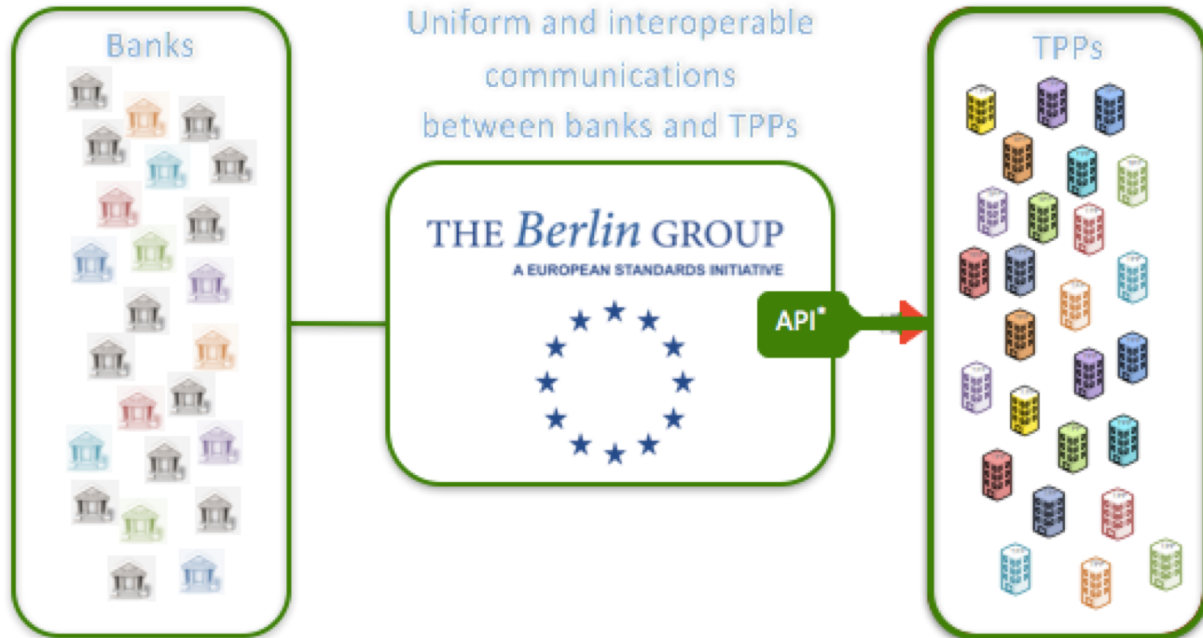 Banks
Uniform and interoperable
communications
between banks and TPPs
TPPs
THE Berlin GROUP
A EUROPEAN STANDARDS INITIATIVE
API*